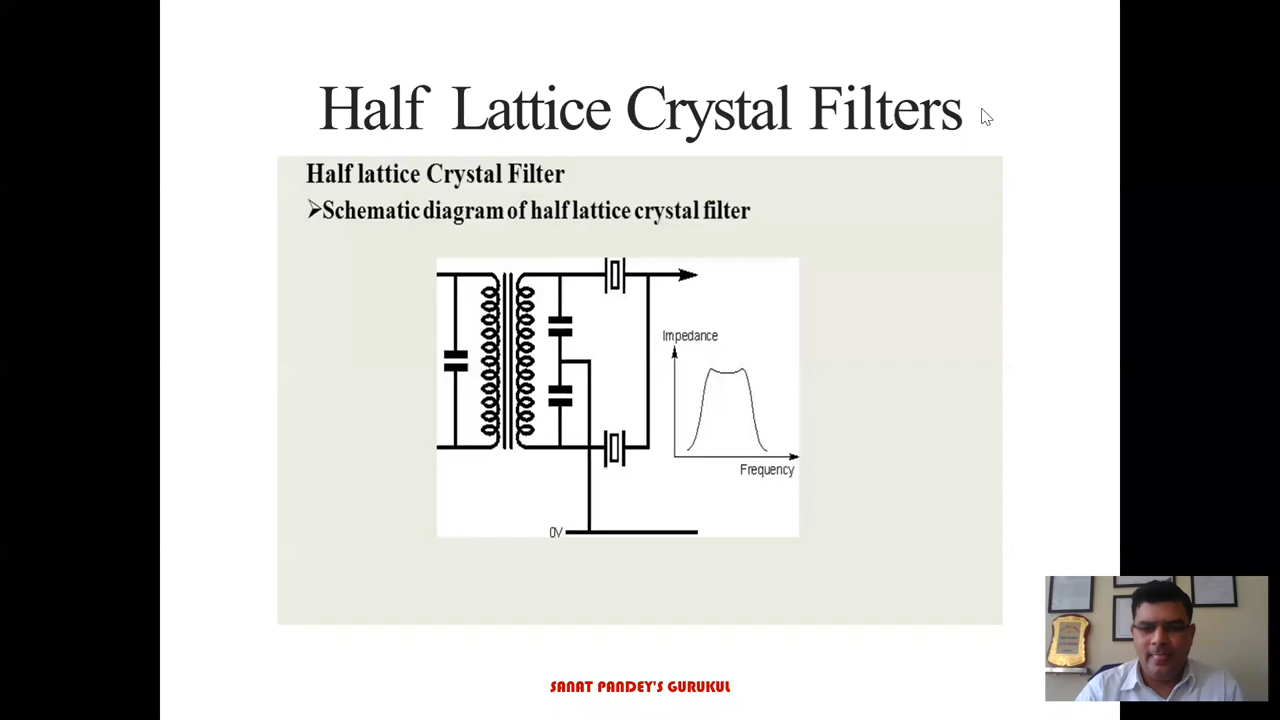 Half Lattice Crystal Filters
Half lattice Crystal Filter
➢Schematic diagram of half lattice crystal filter
Impedance
Frequency
0V
SANAT PANDEY'S GURUKUL